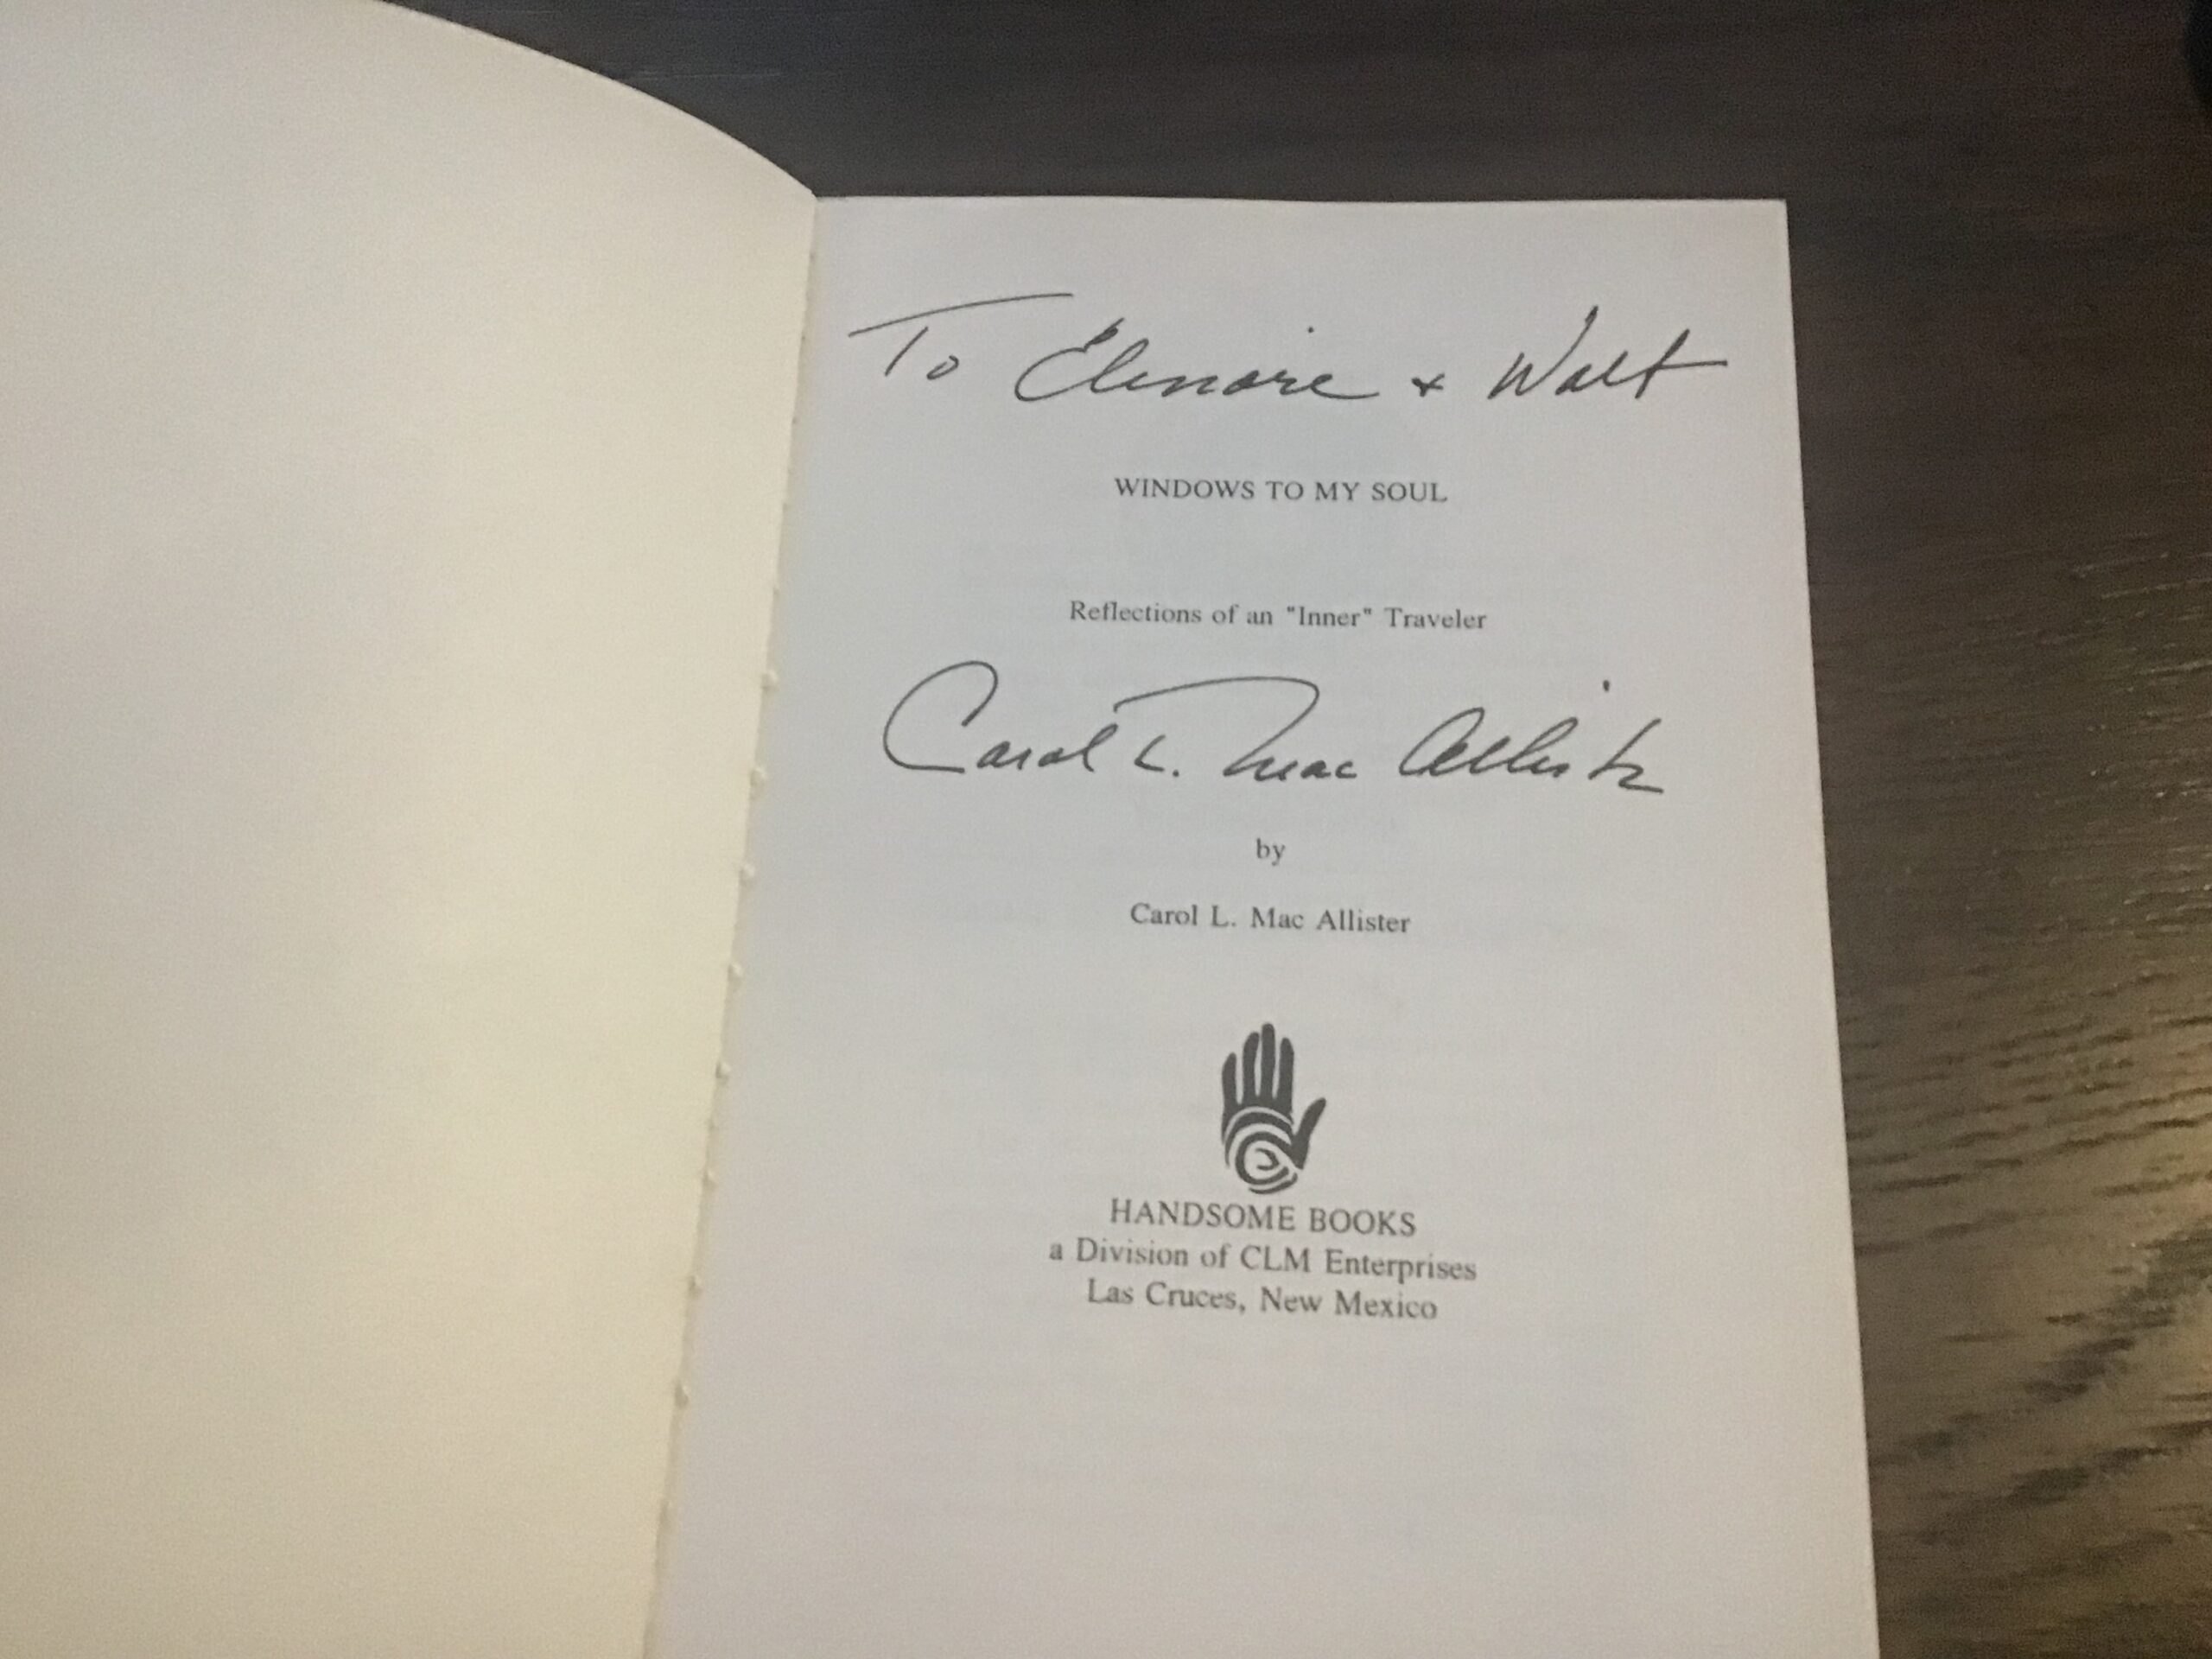 To Elenore + Walt
WINDOWS TO MY SOUL
Reflections of an "Inner" Traveler
Carol L. Mac Allister
by
Carol L. Mac Allister
HANDSOME BOOKS
a Division of CLM Enterprises
Las Cruces, New Mexico